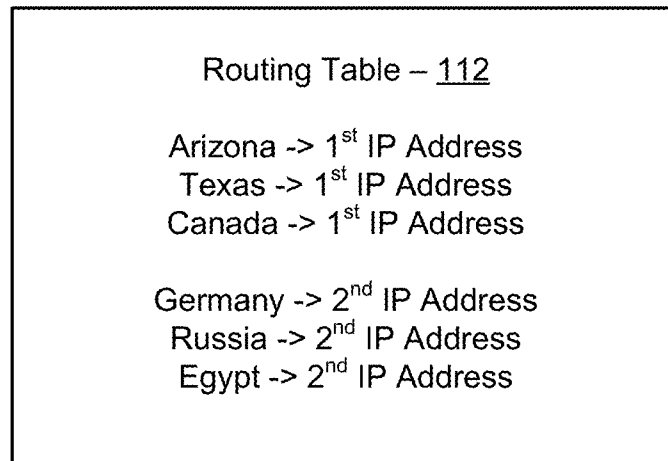 Routing Table – 112
Arizona -> 1st IP Address
Texas -> 1st IP Address
Canada -> 1st IP Address
Germany -> 2nd IP Address
Russia -> 2nd IP Address
Egypt -> 2nd IP Address